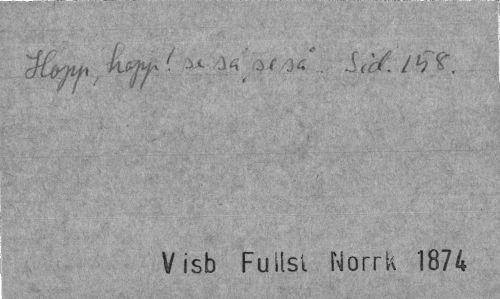 Hopp, hopp! se så, se så. Sid. 158.
Visb Fullst Norrk 1874